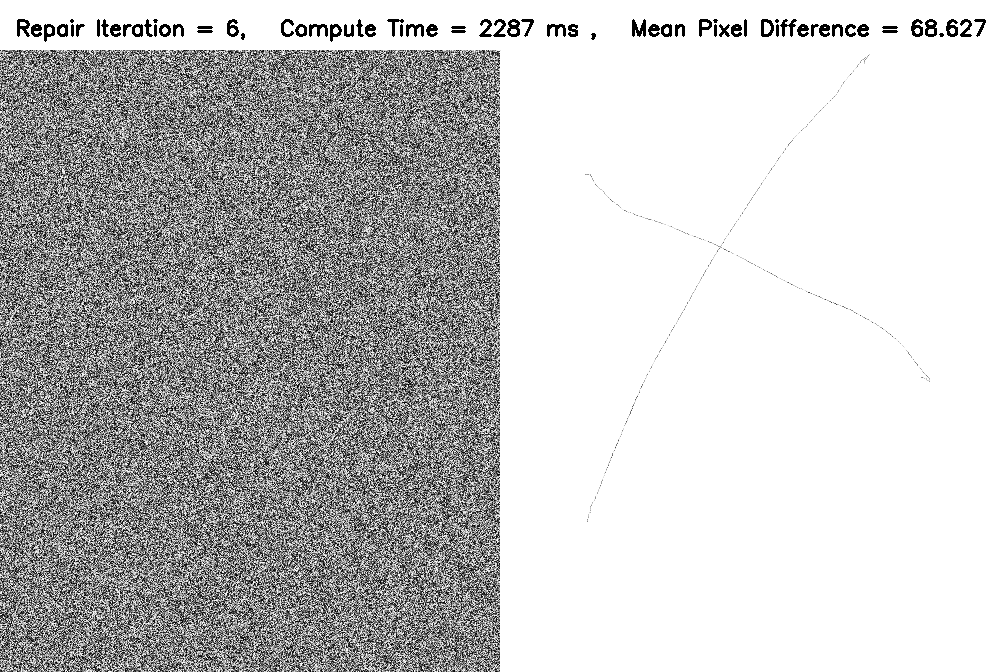 Repair Iteration = 6, Compute Time = 2287 ms , Mean Pixel Difference = 68.627